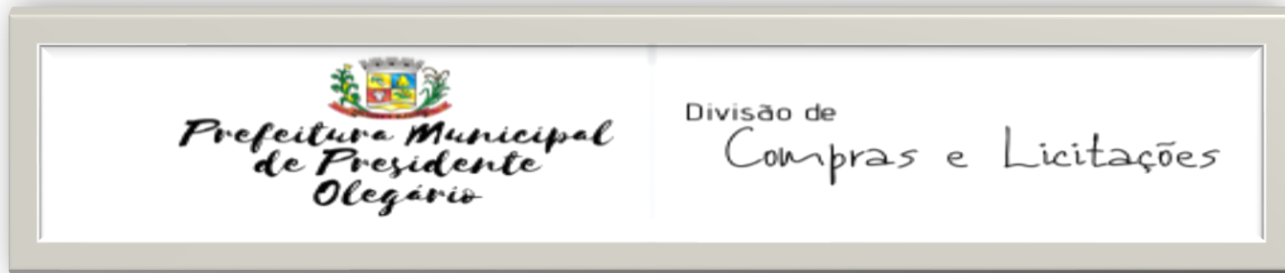 Prefeitura Municipal
de Presidente
Olegário
Divisão de
Compras e Licitações